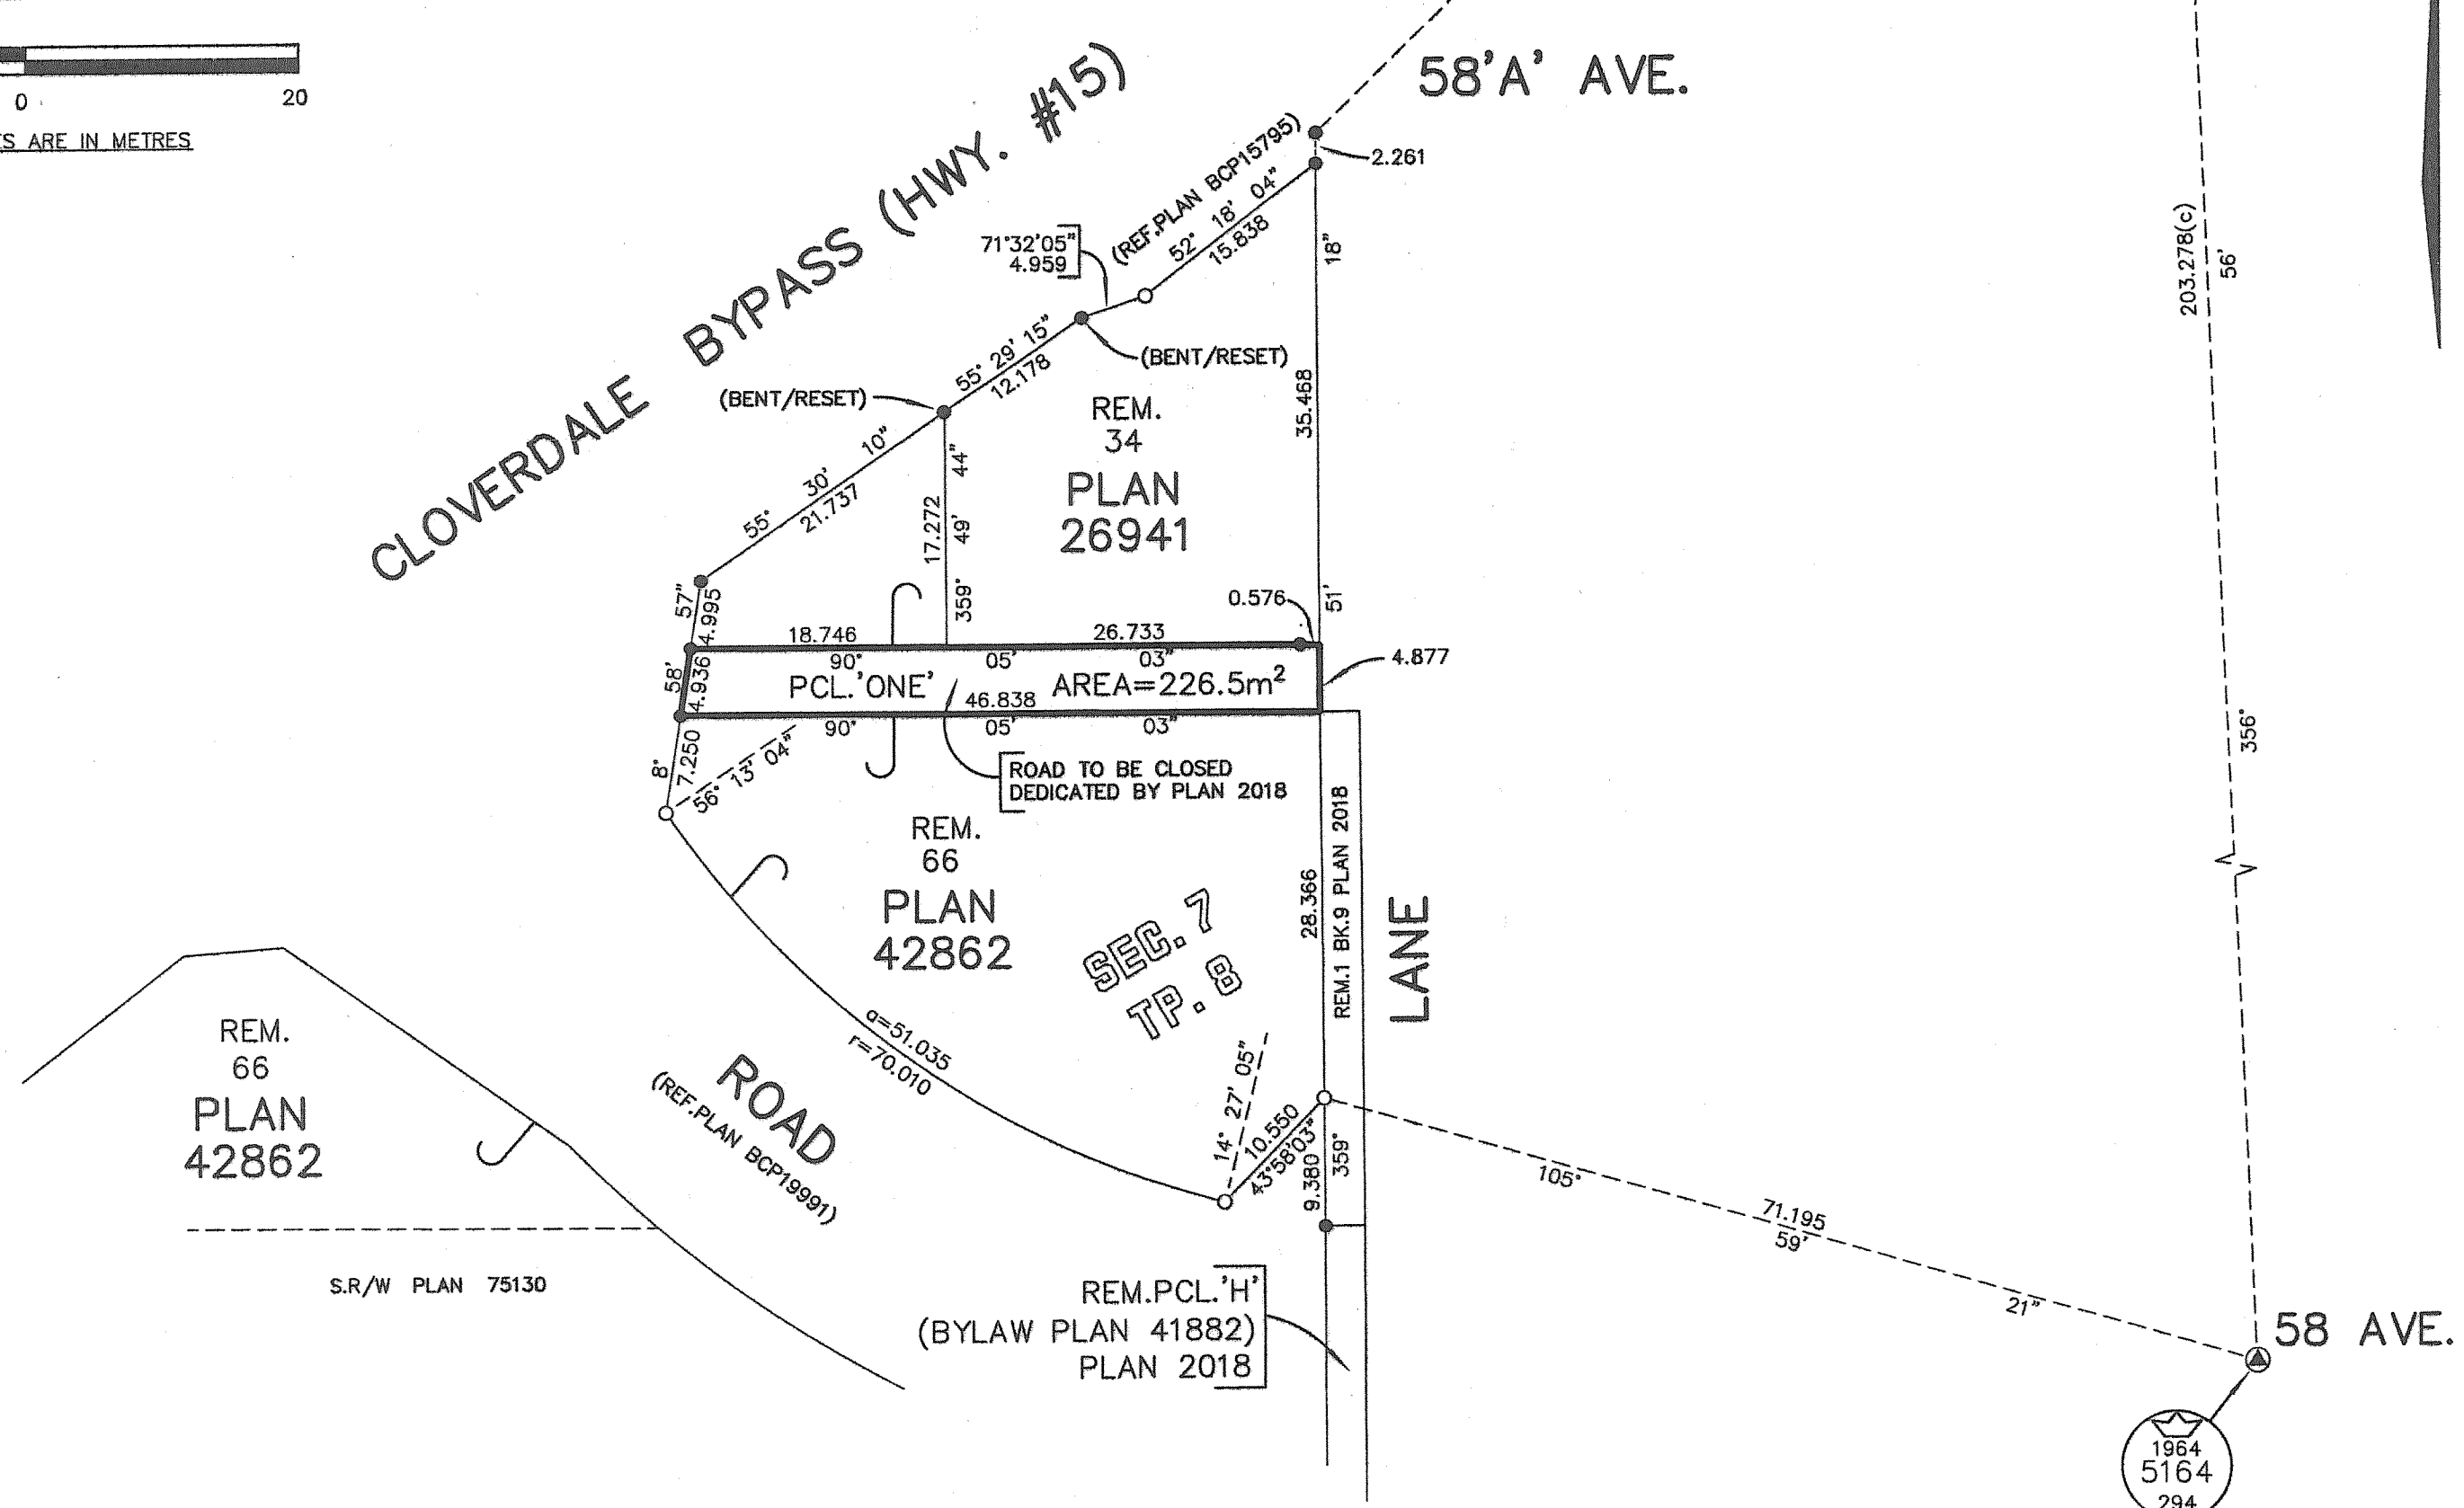 0
20
ES ARE IN METRES
58'A' AVE.
CLOVERDALE BYPASS (HWY. #15)
(REF.PLAN BCP15795)
2.261
52° 18' 04"
15.838
71°32'05"
4.959
18"
203.278(c)
56'
55° 29' 15"
12.178
(BENT/RESET)
(BENT/RESET)
REM.
34
PLAN
26941
35.468
55° 30' 10"
21.737
44"
17.272
49'
359°
0.576
51'
57"
4.995
18.746
26.733
90° 05' 03"
58'
4.936
PCL.'ONE'
AREA=226.5m²
4.877
46.838
90° 05' 03"
8°
7.250
56° 13' 04"
ROAD TO BE CLOSED
DEDICATED BY PLAN 2018
356°
REM.
66
PLAN
42862
SEC. 7
TP. 8
28.366
REM.1 BK.9 PLAN 2018
LANE
a=51.035
r=70.010
REM.
66
PLAN
42862
ROAD
(REF.PLAN BCP19991)
14° 27' 05"
10.550
43°58'03"
9.380
359°
105°
71.195
59'
21"
S.R/W PLAN 75130
REM.PCL.'H'
(BYLAW PLAN 41882)
PLAN 2018
58 AVE.
1964
5164
294